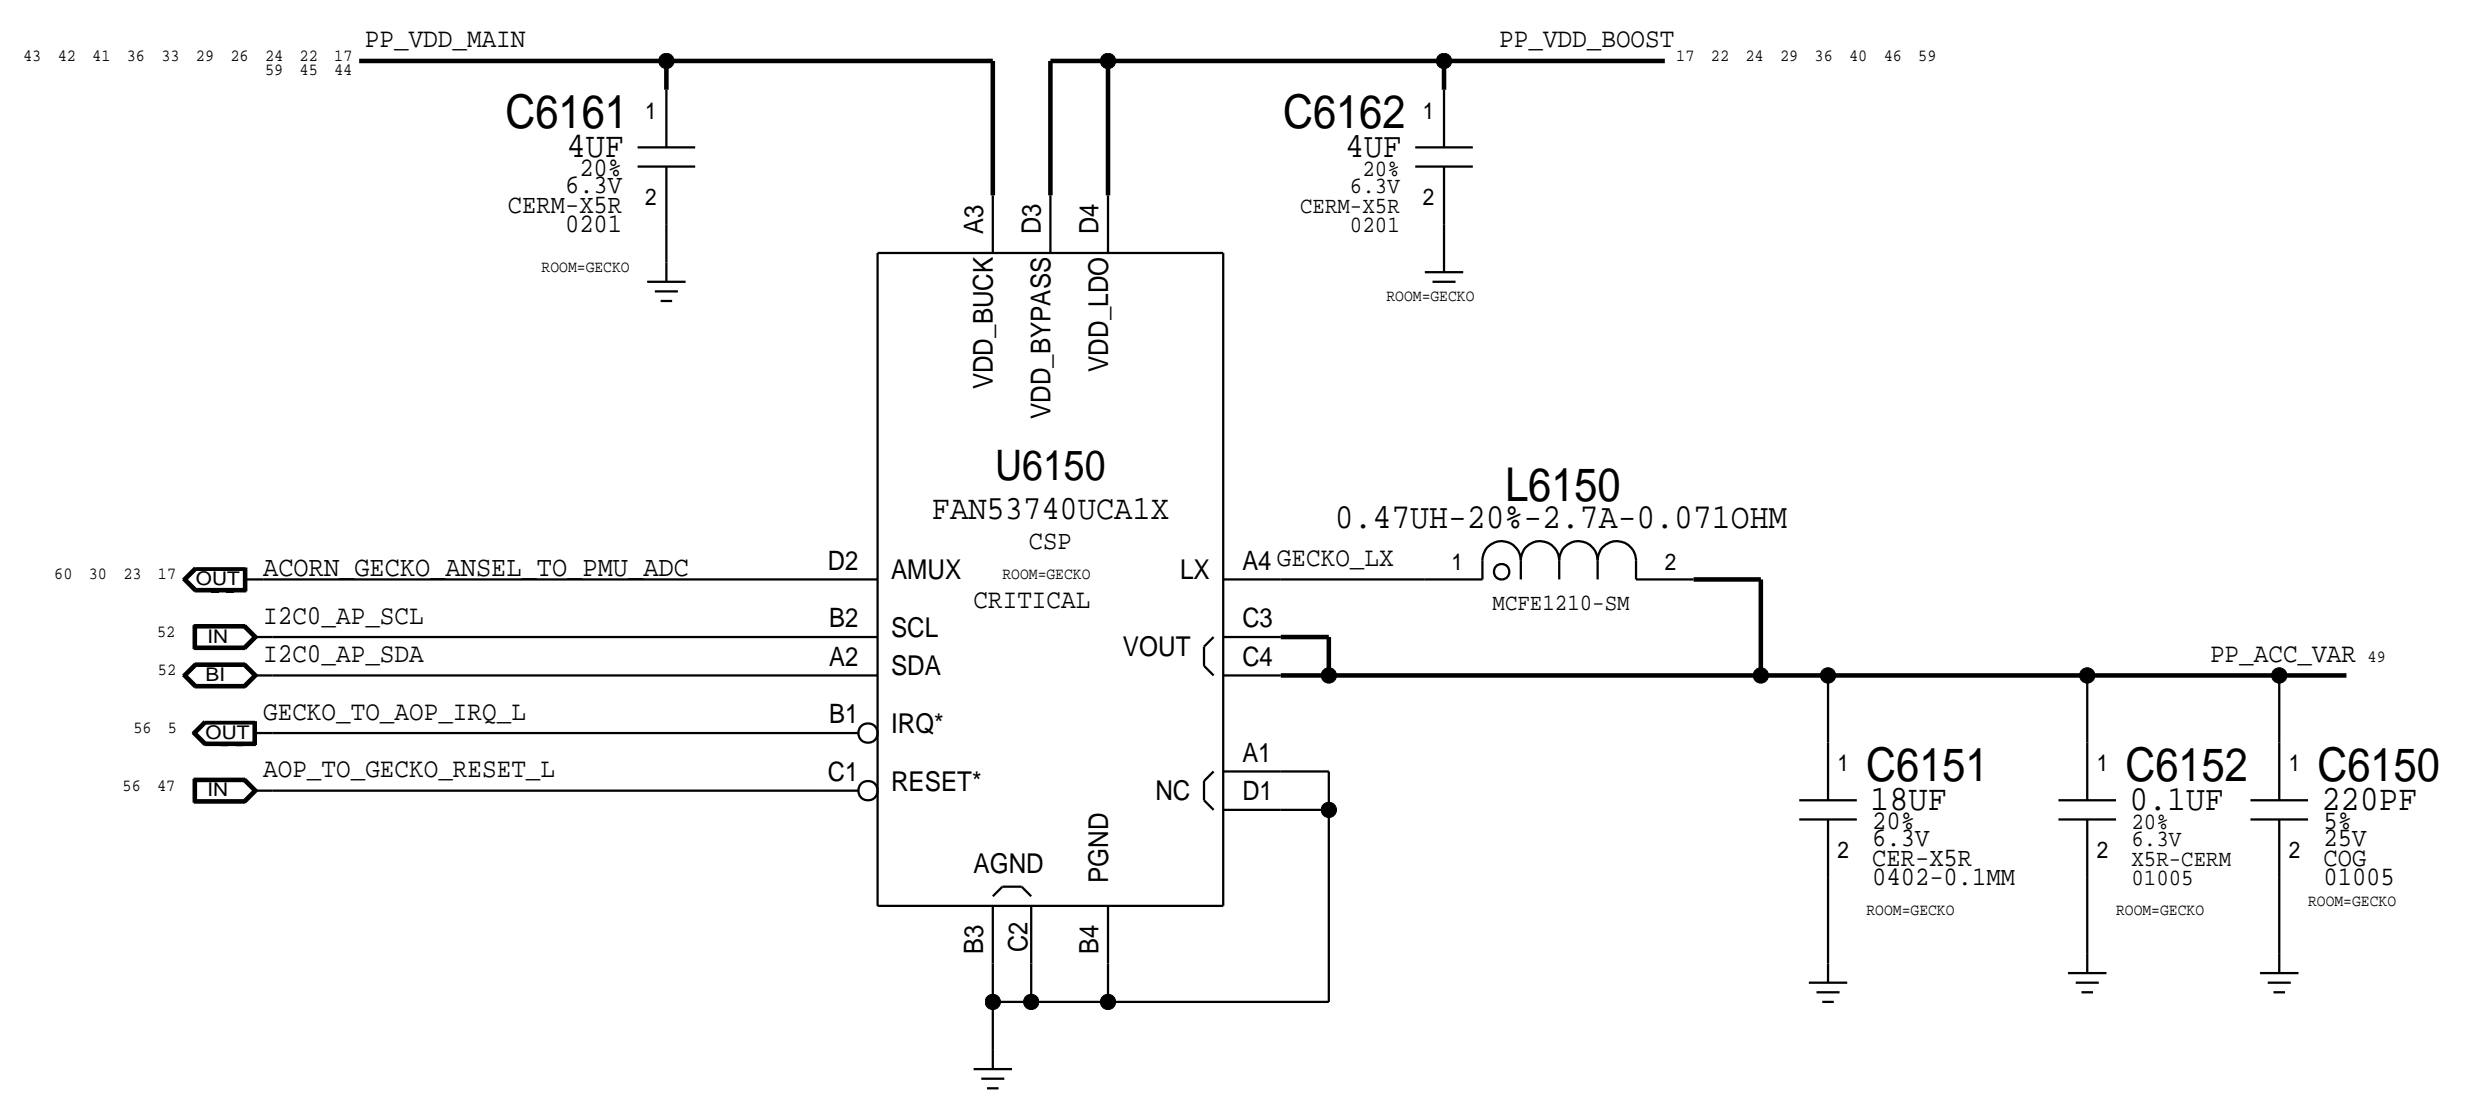 PP_VDD_MAIN
43 42 41 36 33 29 26 24 22 17
59 45 44
PP_VDD_BOOST
17 22 24 29 36 40 46 59
C6161
1
4UF
20%
6.3V
CERM-X5R
0201
2
ROOM=GECKO
C6162
1
4UF
20%
6.3V
CERM-X5R
0201
2
ROOM=GECKO
A3
D3
D4
VDD_BUCK
VDD_BYPASS
VDD_LDO
U6150
FAN53740UCA1X
CSP
ROOM=GECKO
CRITICAL
60 30 23 17
OUT
ACORN_GECKO_ANSEL_TO_PMU_ADC
D2
AMUX
52
IN
I2C0_AP_SCL
B2
SCL
52
BI
I2C0_AP_SDA
A2
SDA
56 5
OUT
GECKO_TO_AOP_IRQ_L
B1
IRQ*
56 47
IN
AOP_TO_GECKO_RESET_L
C1
RESET*
LX
A4
GECKO_LX
L6150
0.47UH-20%-2.7A-0.071OHM
1
2
MCFE1210-SM
VOUT
C3
C4
PP_ACC_VAR
49
NC
A1
D1
AGND
PGND
B3
C2
B4
C6151
1
18UF
20%
6.3V
CER-X5R
0402-0.1MM
2
ROOM=GECKO
C6152
1
0.1UF
20%
6.3V
X5R-CERM
01005
2
ROOM=GECKO
C6150
1
220PF
5%
25V
COG
01005
2
ROOM=GECKO